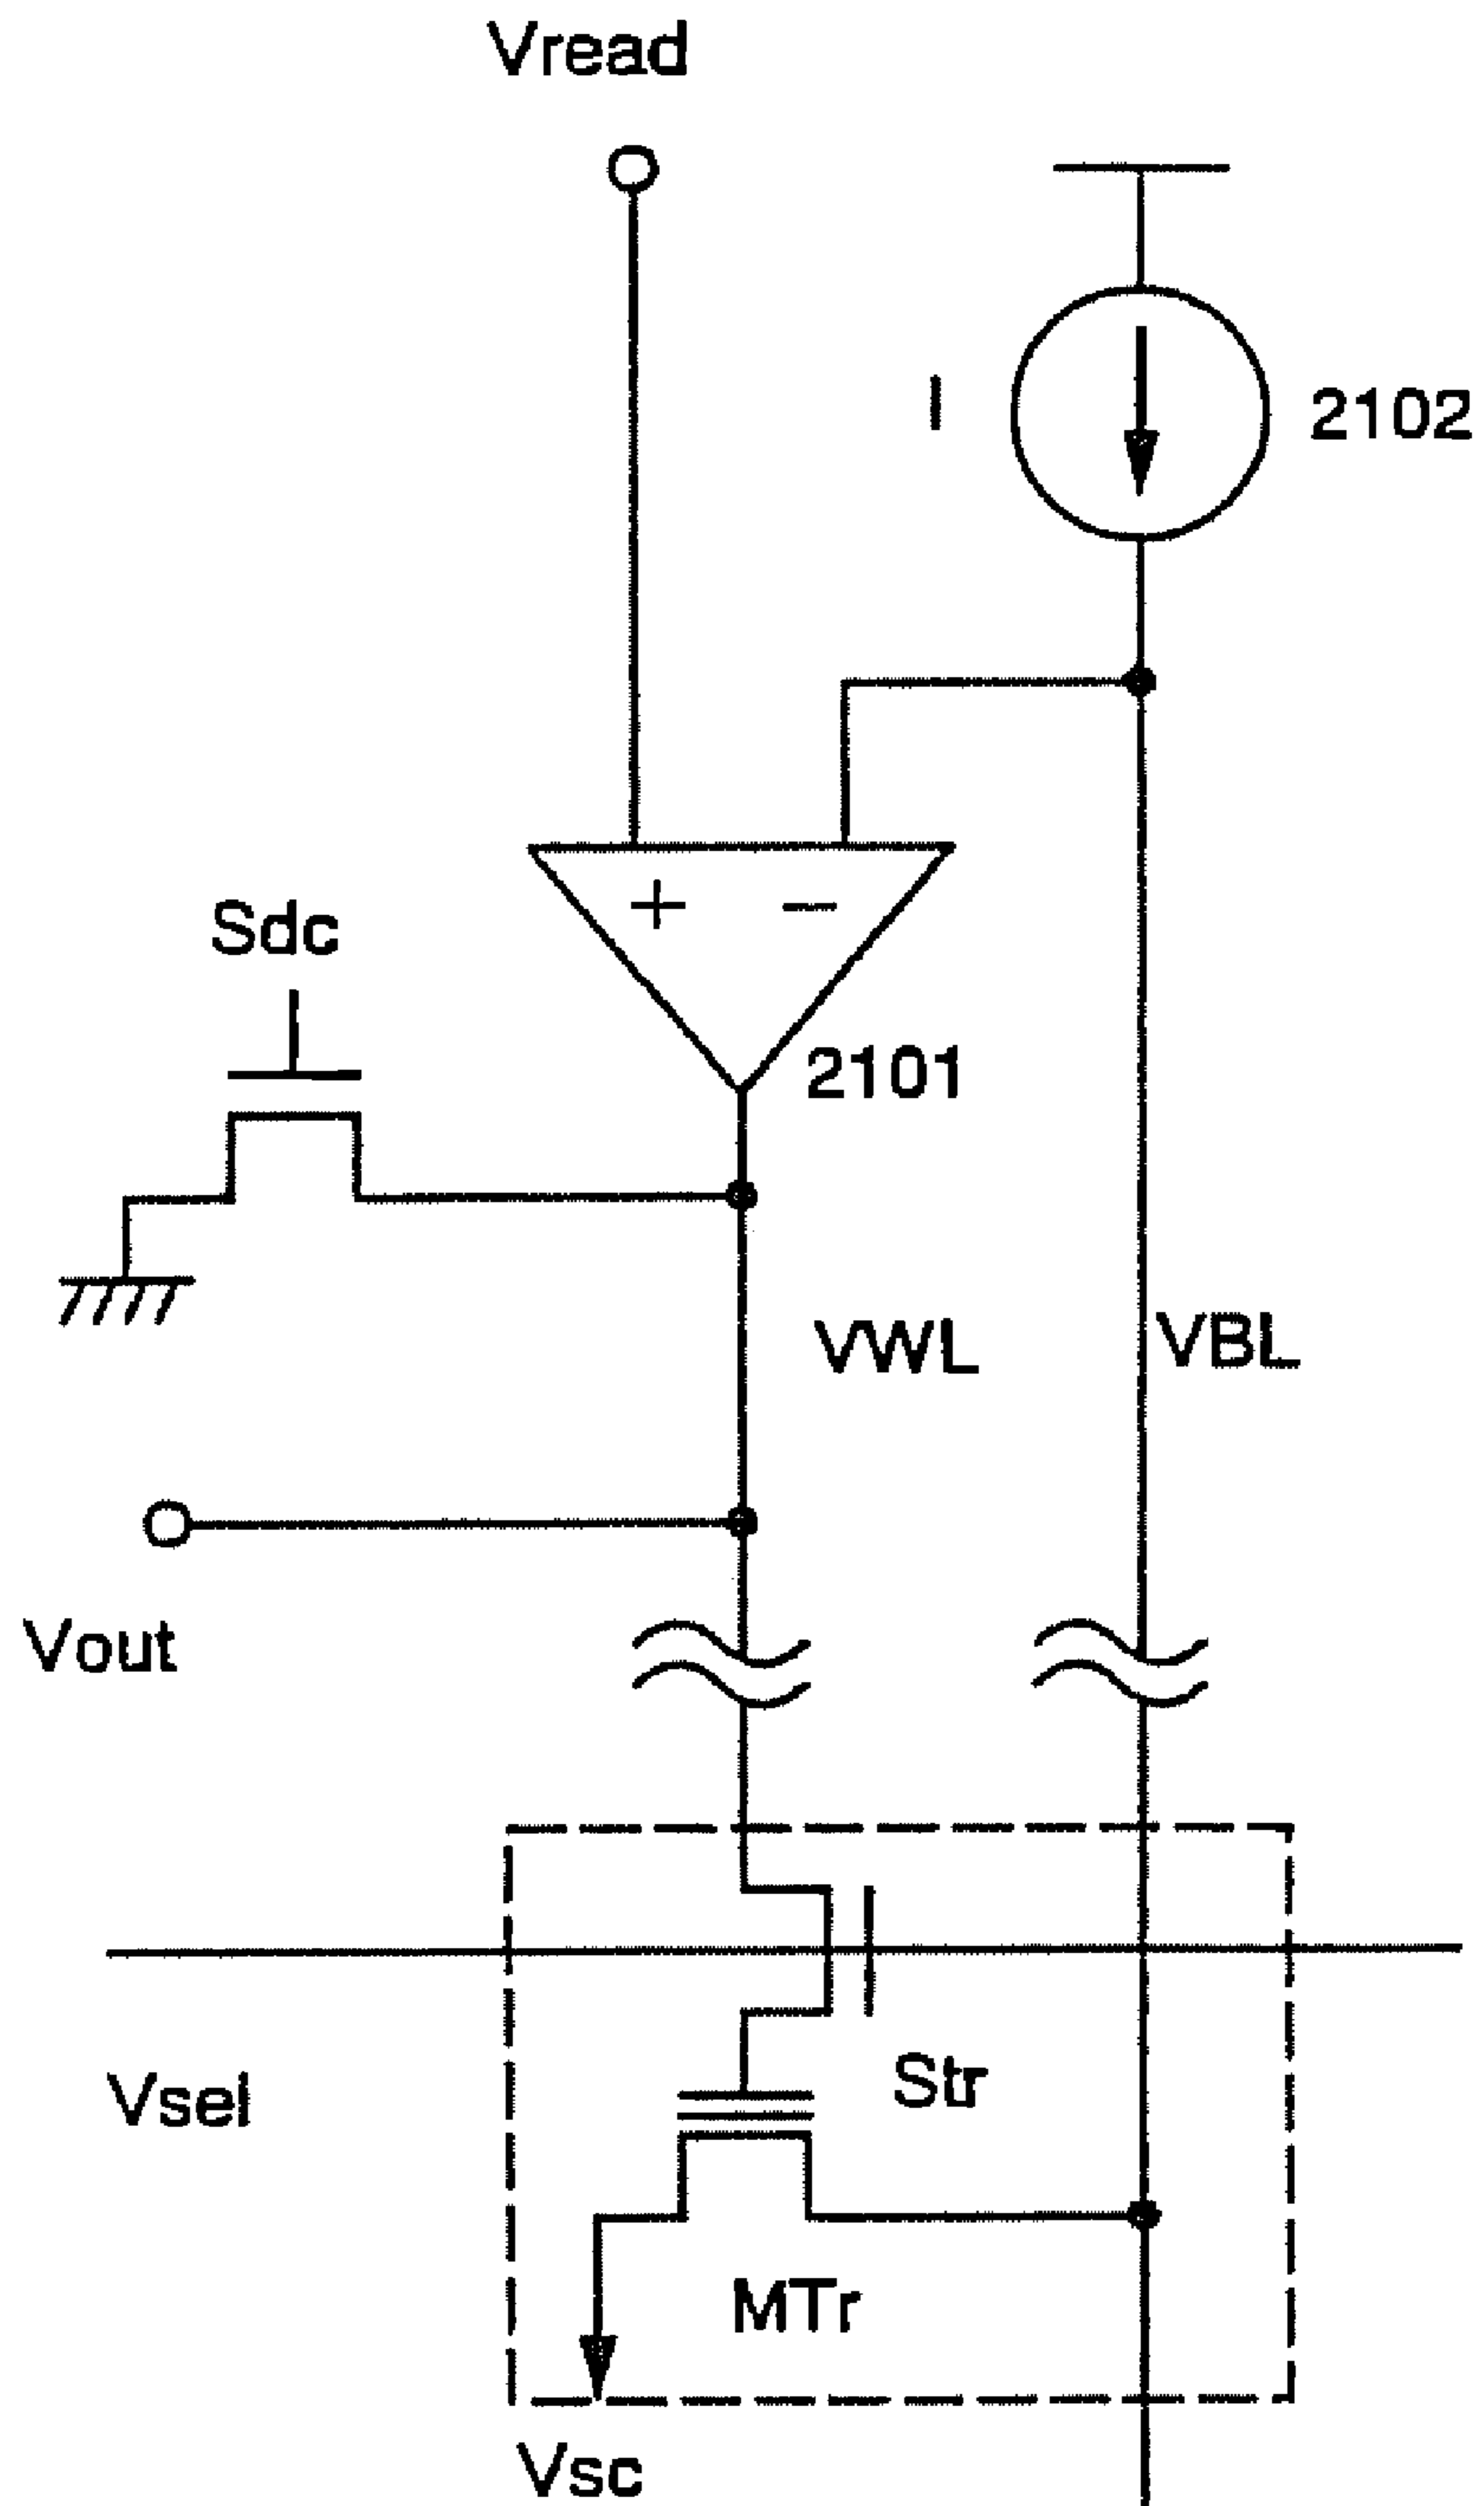 Vread
I
2102
+
−
Sdc
2101
VWL
VBL
Vout
Vsel
Str
MTr
Vsc